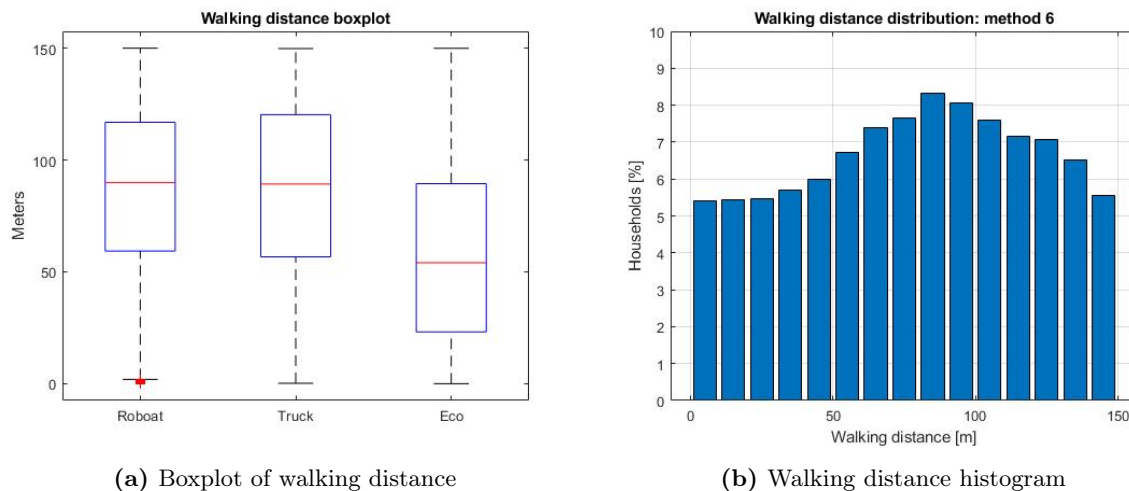 Walking distance boxplot
150
100
50
0
Meters
Roboat Truck Eco
(a) Boxplot of walking distance
Walking distance distribution: method 6
10
9
8
7
6
5
4
3
2
1
0
Households [%]
0 50 100 150
Walking distance [m]
(b) Walking distance histogram